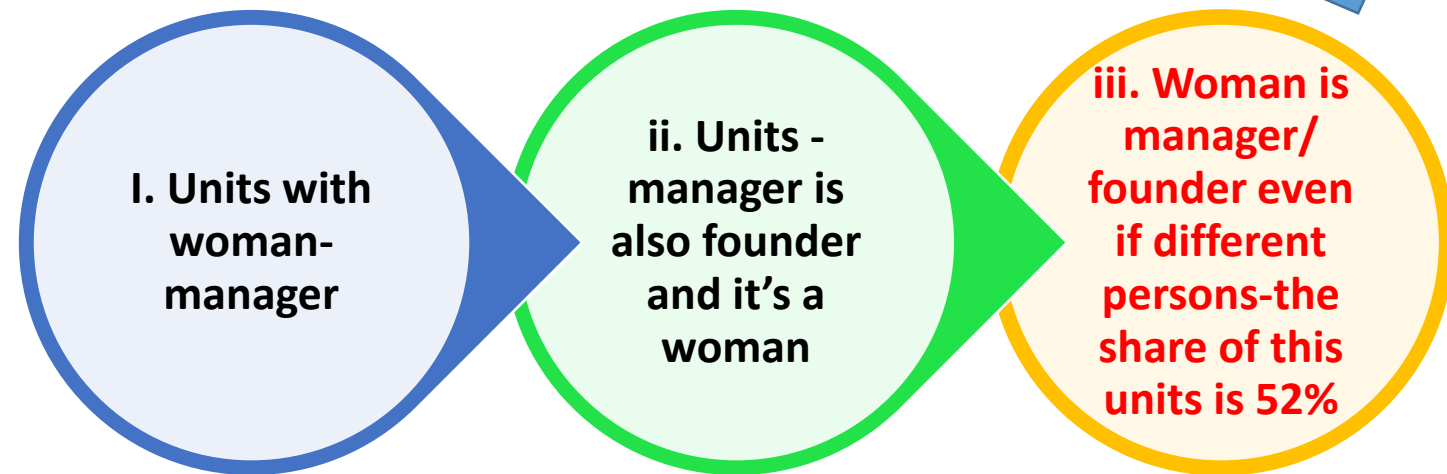 I. Units with
woman-
manager
ii. Units -
manager is
also founder
and it's a
woman
iii. Woman is
manager/
founder even
if different
persons-the
share of this
units is 52%